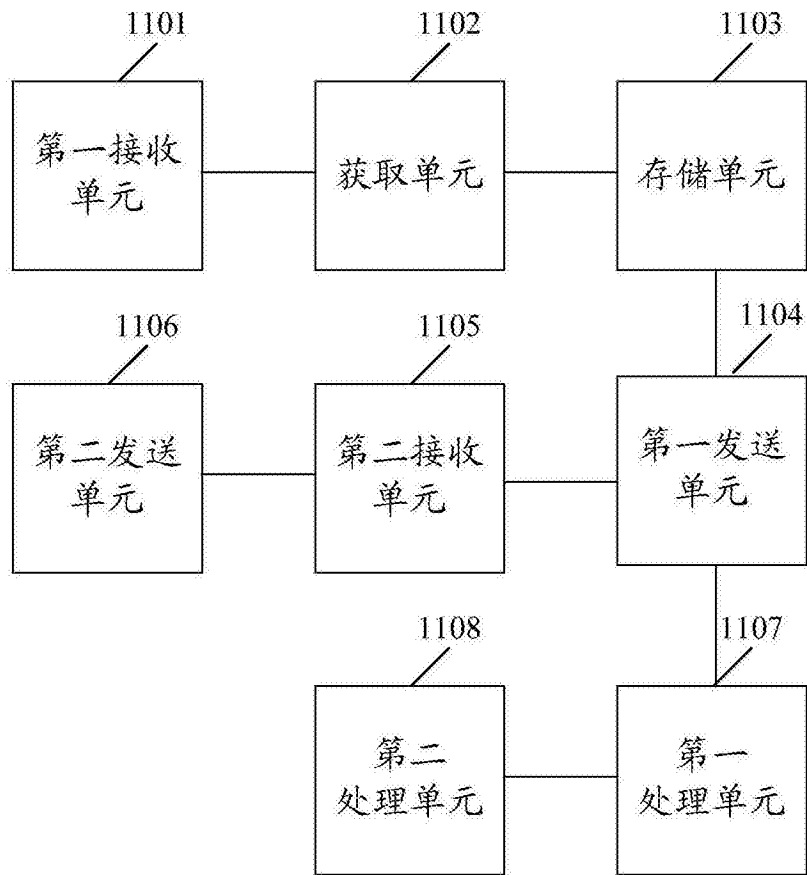 1101
1102
1103
第一接收
单元
获取单元
存储单元
1106
1105
1104
第二发送
单元
第二接收
单元
第一发送
单元
1108
1107
第二
处理单元
第一
处理单元